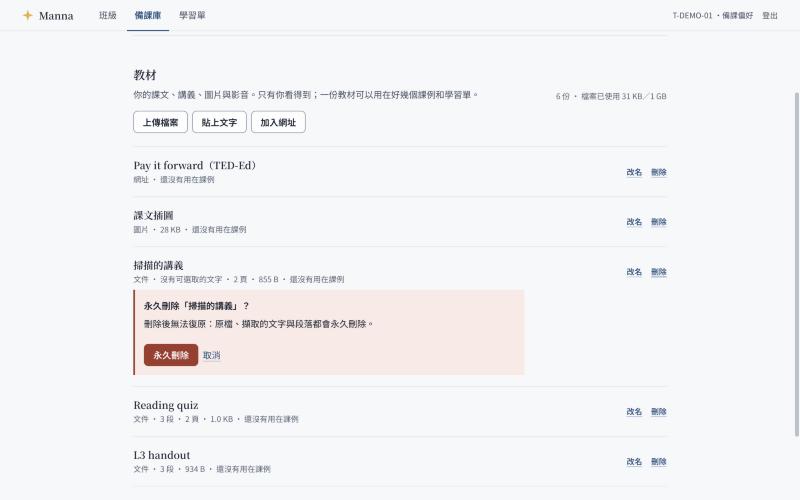 Manna 班級 備課庫 學習單 T-DEMO-01 · 備課偏好 登出
教材
你的課文、講義、圖片與影音。只有你看得到；一份教材可以用在好幾個課例和學習單。
6 份 · 檔案已使用 31 KB／1 GB
上傳檔案 貼上文字 加入網址
Pay it forward（TED-Ed）
網址 · 還沒有用在課例
改名 刪除
課文插圖
圖片 · 28 KB · 還沒有用在課例
改名 刪除
掃描的講義
文件 · 沒有可選取的文字 · 2 頁 · 855 B · 還沒有用在課例
改名 刪除
永久刪除「掃描的講義」？
刪除後無法復原：原檔、擷取的文字與段落都會永久刪除。
永久刪除 取消
Reading quiz
文件 · 3 段 · 2 頁 · 1.0 KB · 還沒有用在課例
改名 刪除
L3 handout
文件 · 3 段 · 934 B · 還沒有用在課例
改名 刪除